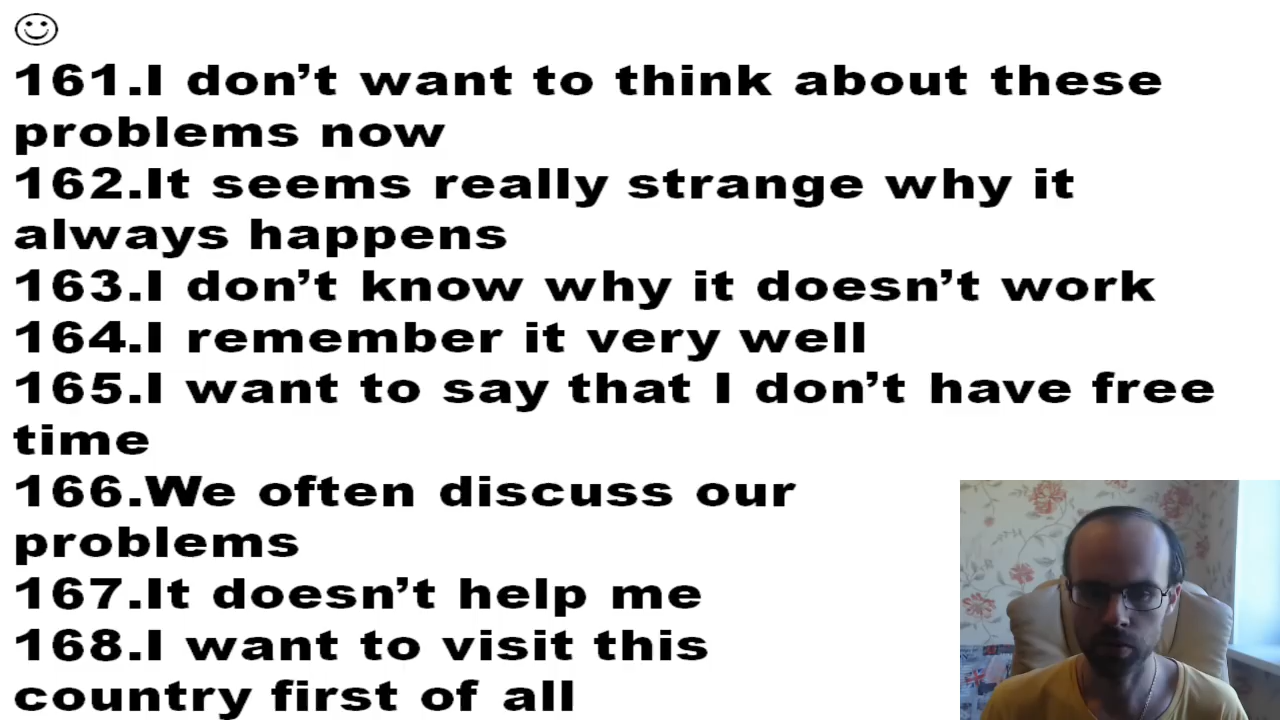 161.I don’t want to think about these
problems now
162.It seems really strange why it
always happens
163.I don’t know why it doesn’t work
164.I remember it very well
165.I want to say that I don’t have free
time
166.We often discuss our
problems
167.It doesn’t help me
168.I want to visit this
country first of all